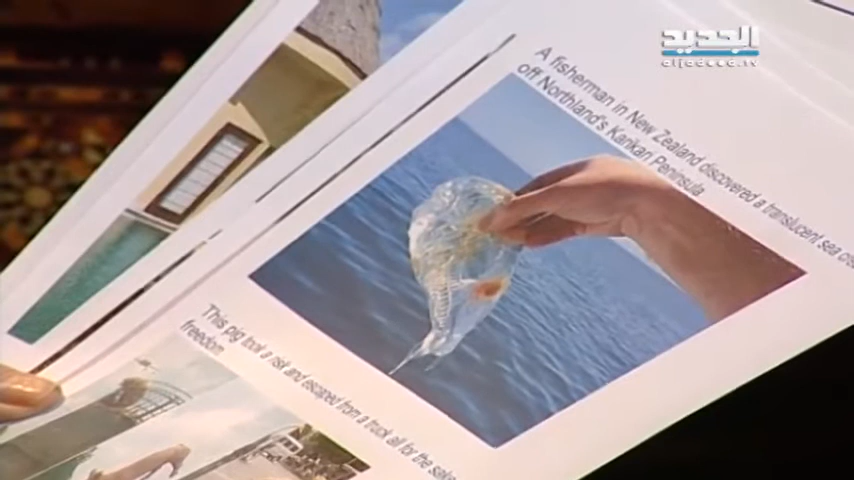 الجديد
aljadeed.tv
A fisherman in New Zealand discovered a translucent sea
off Northland's Karikari Peninsula
This pig took a risk and escaped from a truck all for the sake
freedom